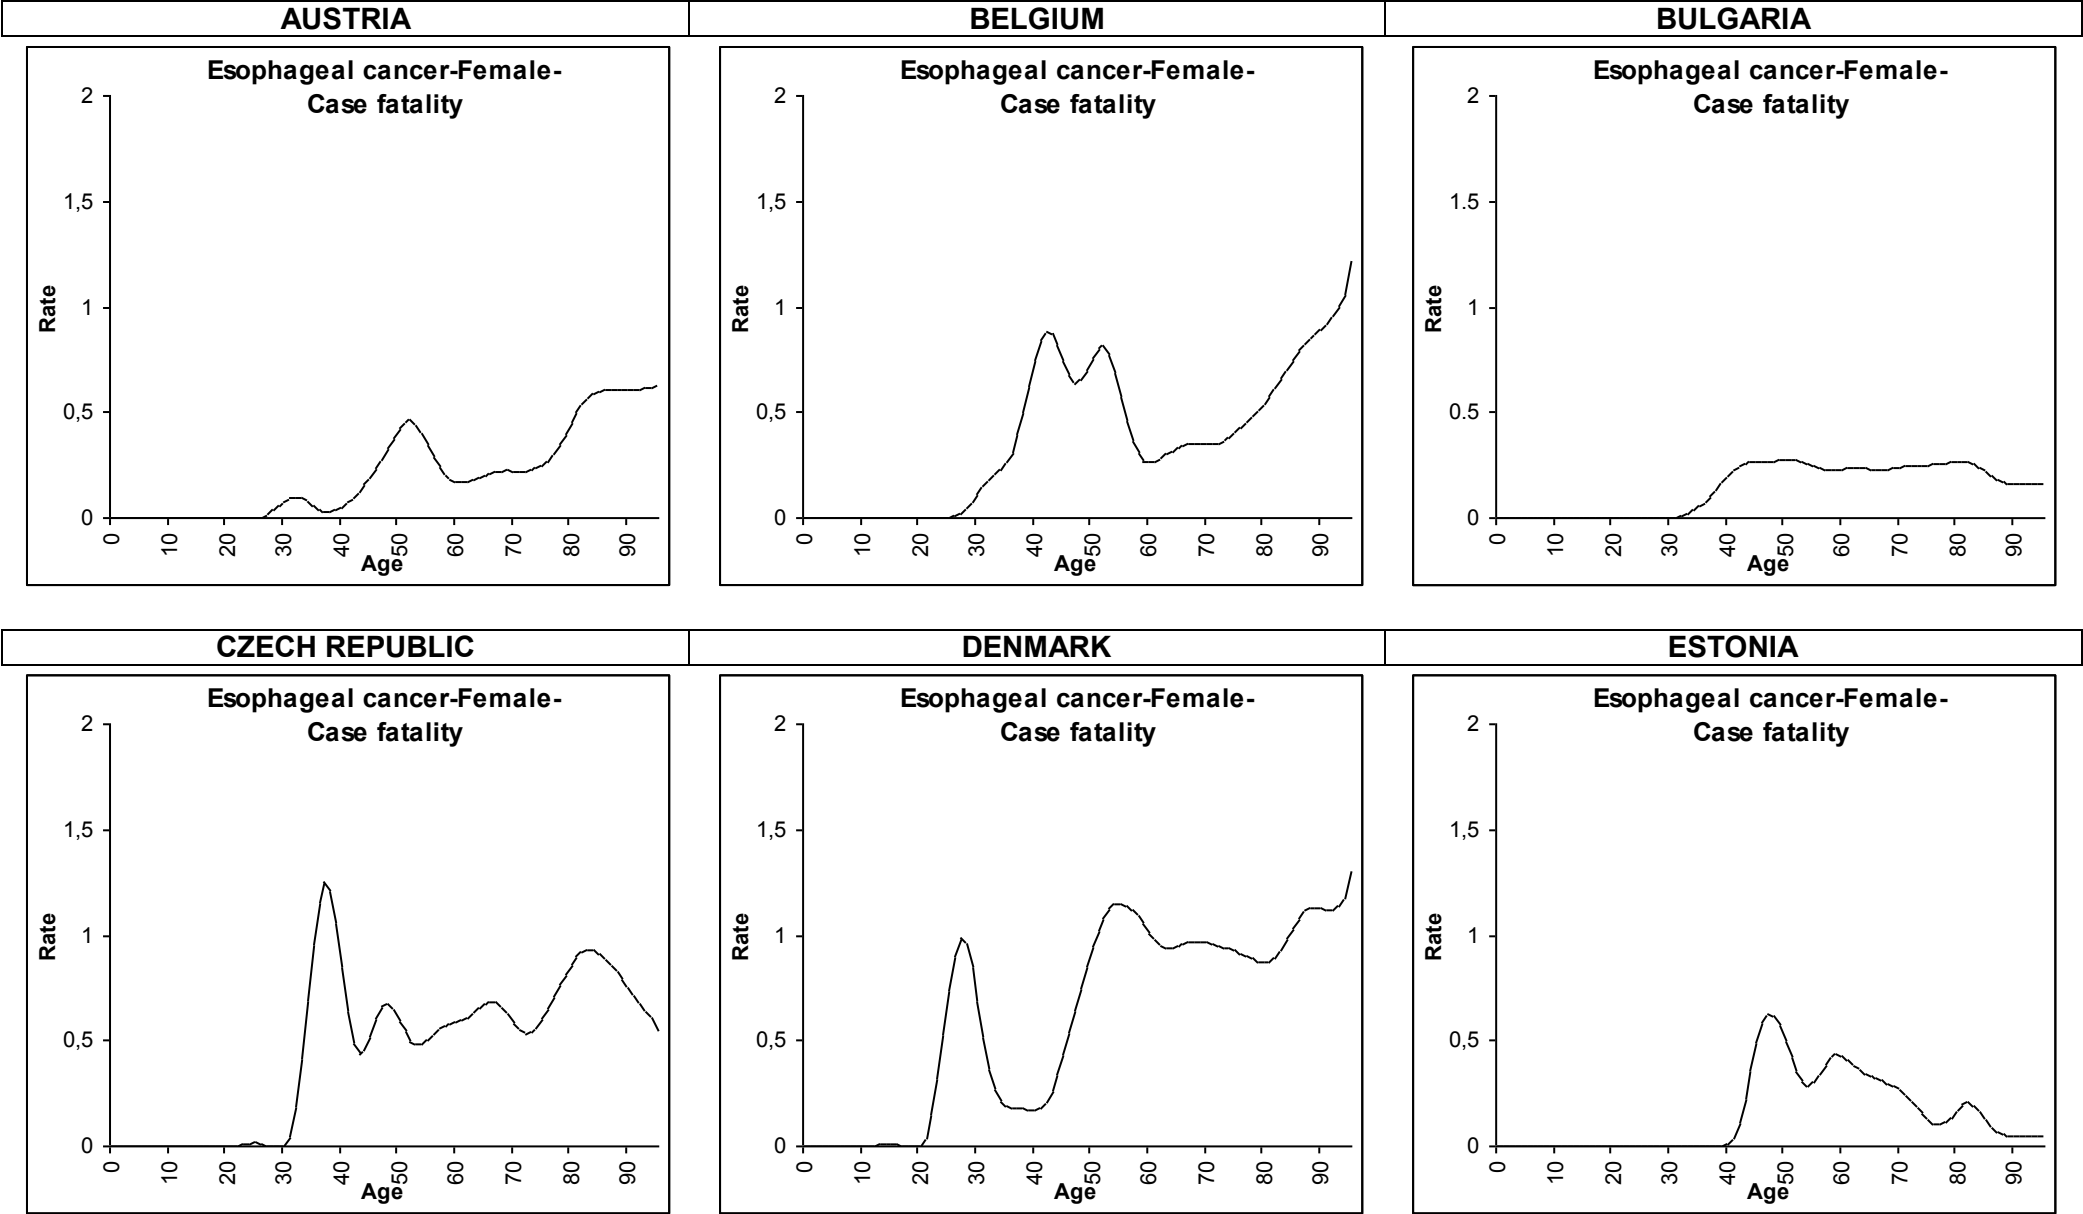 AUSTRIA BELGIUM BULGARIA
Esophageal cancer-Female-
Case fatality
2
1,5
1
0,5
0
Rate
0 10 20 30 40 50 60 70 80 90
Age
Esophageal cancer-Female-
Case fatality
2
1,5
1
0,5
0
Rate
0 10 20 30 40 50 60 70 80 90
Age
Esophageal cancer-Female-
Case fatality
2
1.5
1
0.5
0
Rate
0 10 20 30 40 50 60 70 80 90
Age
CZECH REPUBLIC DENMARK ESTONIA
Esophageal cancer-Female-
Case fatality
2
1,5
1
0,5
0
Rate
0 10 20 30 40 50 60 70 80 90
Age
Esophageal cancer-Female-
Case fatality
2
1,5
1
0,5
0
Rate
0 10 20 30 40 50 60 70 80 90
Age
Esophageal cancer-Female-
Case fatality
2
1,5
1
0,5
0
Rate
0 10 20 30 40 50 60 70 80 90
Age